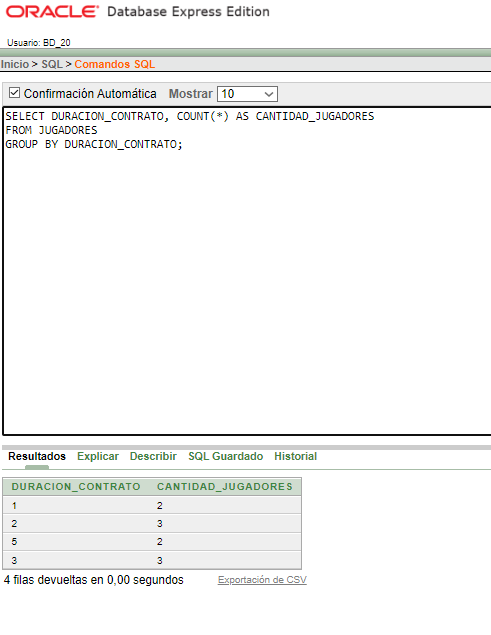 ORACLE® Database Express Edition
Usuario: BD_20
Inicio > SQL > Comandos SQL
Confirmación Automática Mostrar 10
SELECT DURACION_CONTRATO, COUNT(*) AS CANTIDAD_JUGADORES
FROM JUGADORES
GROUP BY DURACION_CONTRATO;
Resultados Explicar Describir SQL Guardado Historial
DURACION_CONTRATO CANTIDAD_JUGADORES
1 2
2 3
5 2
3 3
4 filas devueltas en 0,00 segundos Exportación de CSV